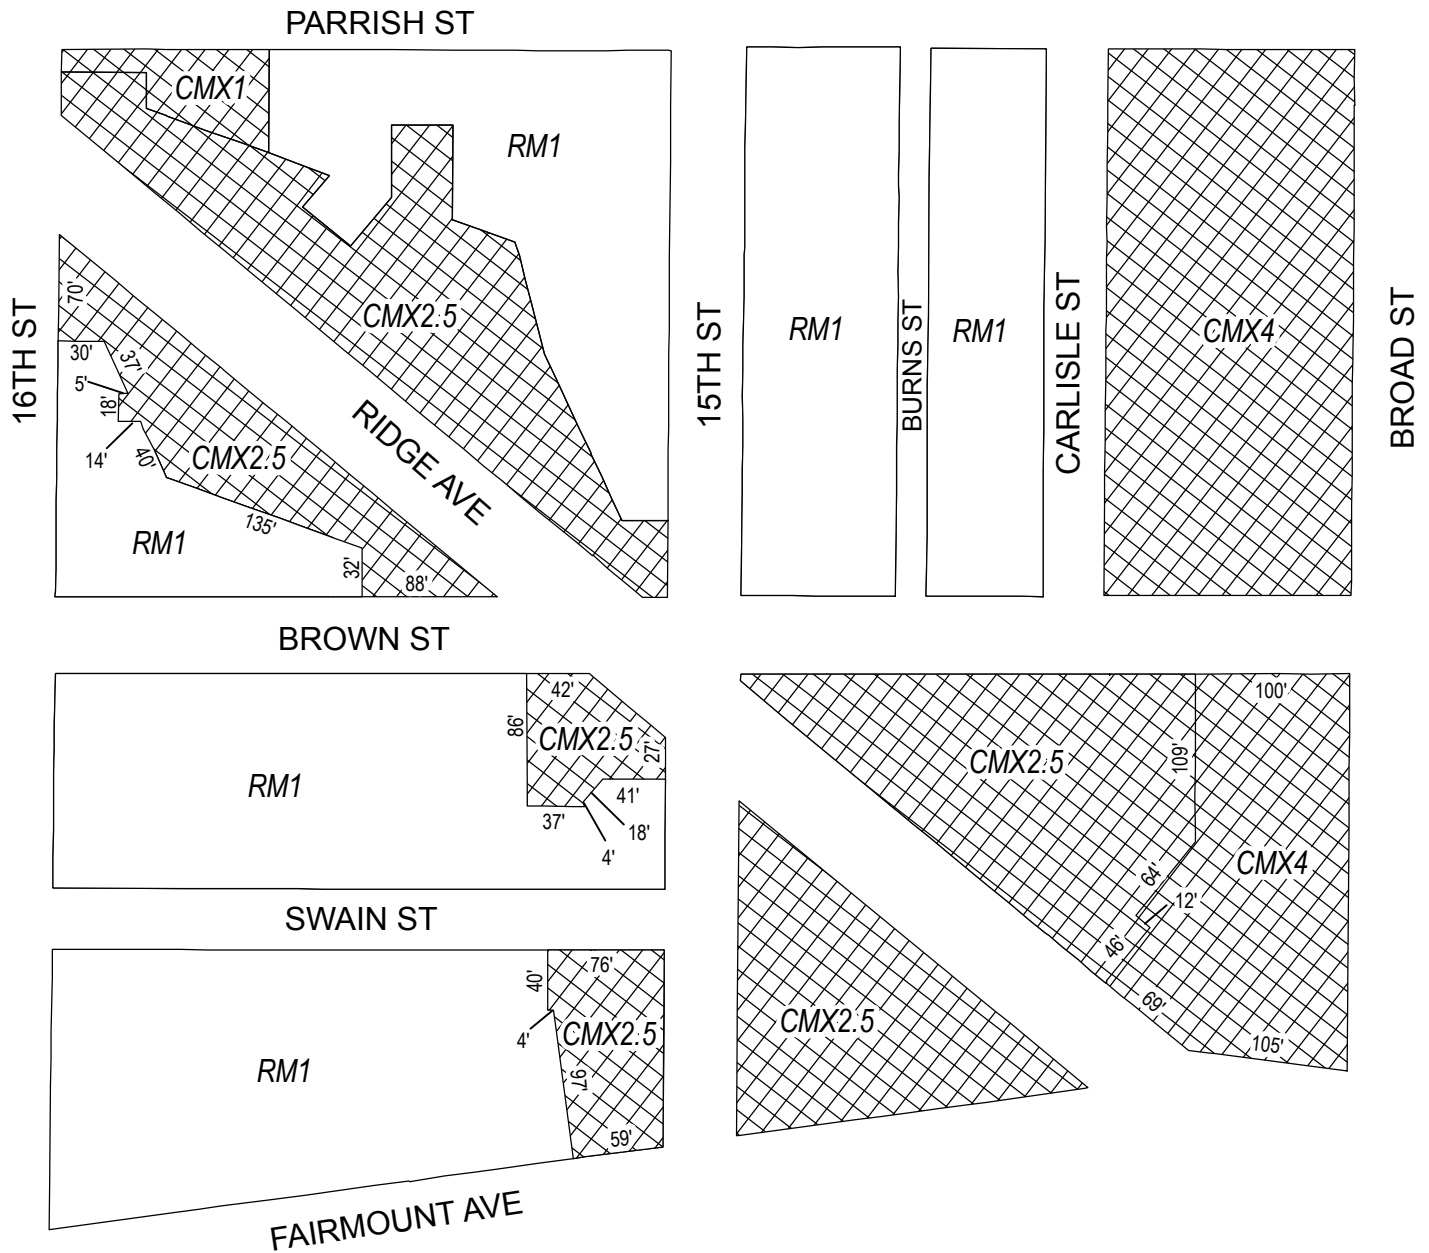 PARRISH ST
CMX1
RM1
16TH ST
70'
30'
37'
5'
18'
14'
40'
CMX2.5
135'
RM1
32'
88'
CMX2.5
RIDGE AVE
15TH ST
RM1
BURNS ST
RM1
CARLISLE ST
CMX4
BROAD ST
BROWN ST
RM1
42'
86'
CMX2.5
27'
41'
37'
18'
4'
CMX2.5
100'
109'
CMX4
64'
12'
46'
69'
105'
SWAIN ST
RM1
40'
76'
4'
CMX2.5
97'
59'
CMX2.5
FAIRMOUNT AVE